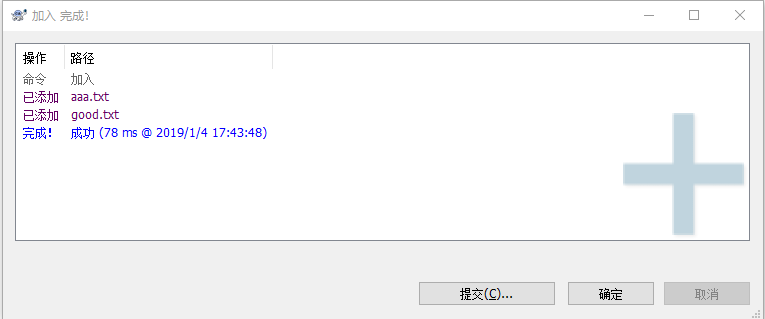 加入 完成!
操作 路径
命令 加入
已添加 aaa.txt
已添加 good.txt
完成! 成功 (78 ms @ 2019/1/4 17:43:48)
提交(C)... 确定 取消